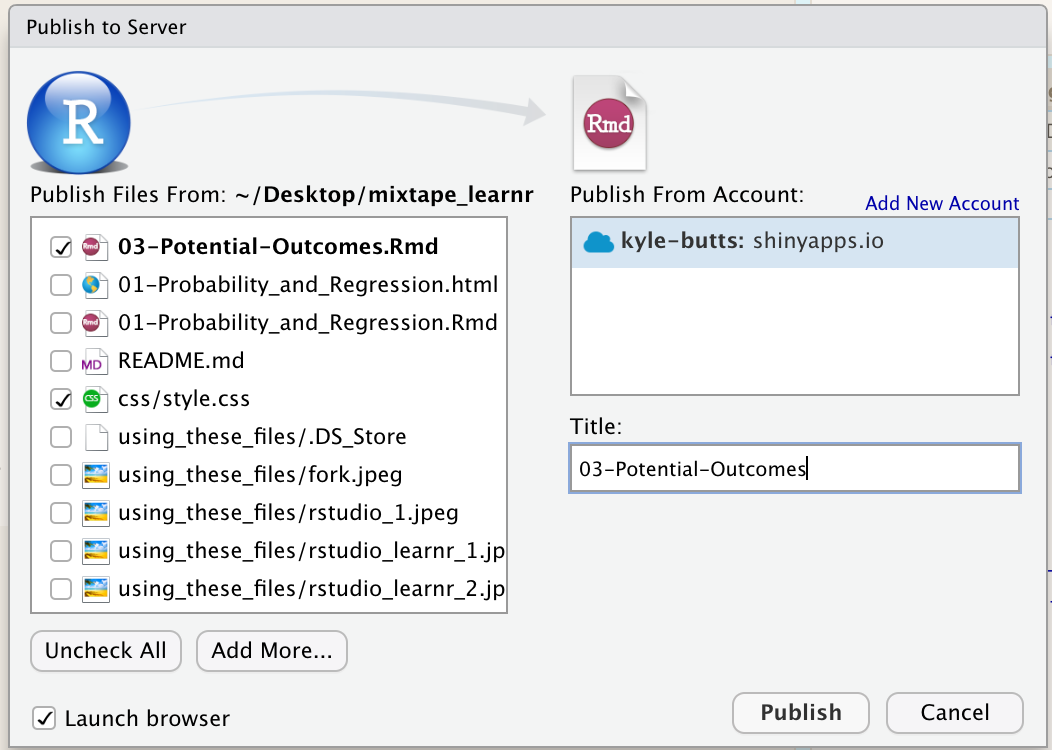 Publish to Server
R
Rmd
Publish Files From: ~/Desktop/mixtape_learnr
Rmd 03-Potential-Outcomes.Rmd
01-Probability_and_Regression.html
Rmd 01-Probability_and_Regression.Rmd
MD README.md
CSS css/style.css
using_these_files/.DS_Store
using_these_files/fork.jpeg
using_these_files/rstudio_1.jpeg
using_these_files/rstudio_learnr_1.jp
using_these_files/rstudio_learnr_2.jp
Uncheck All
Add More...
Launch browser
Publish From Account:
Add New Account
kyle-butts: shinyapps.io
Title:
03-Potential-Outcomes
Publish
Cancel